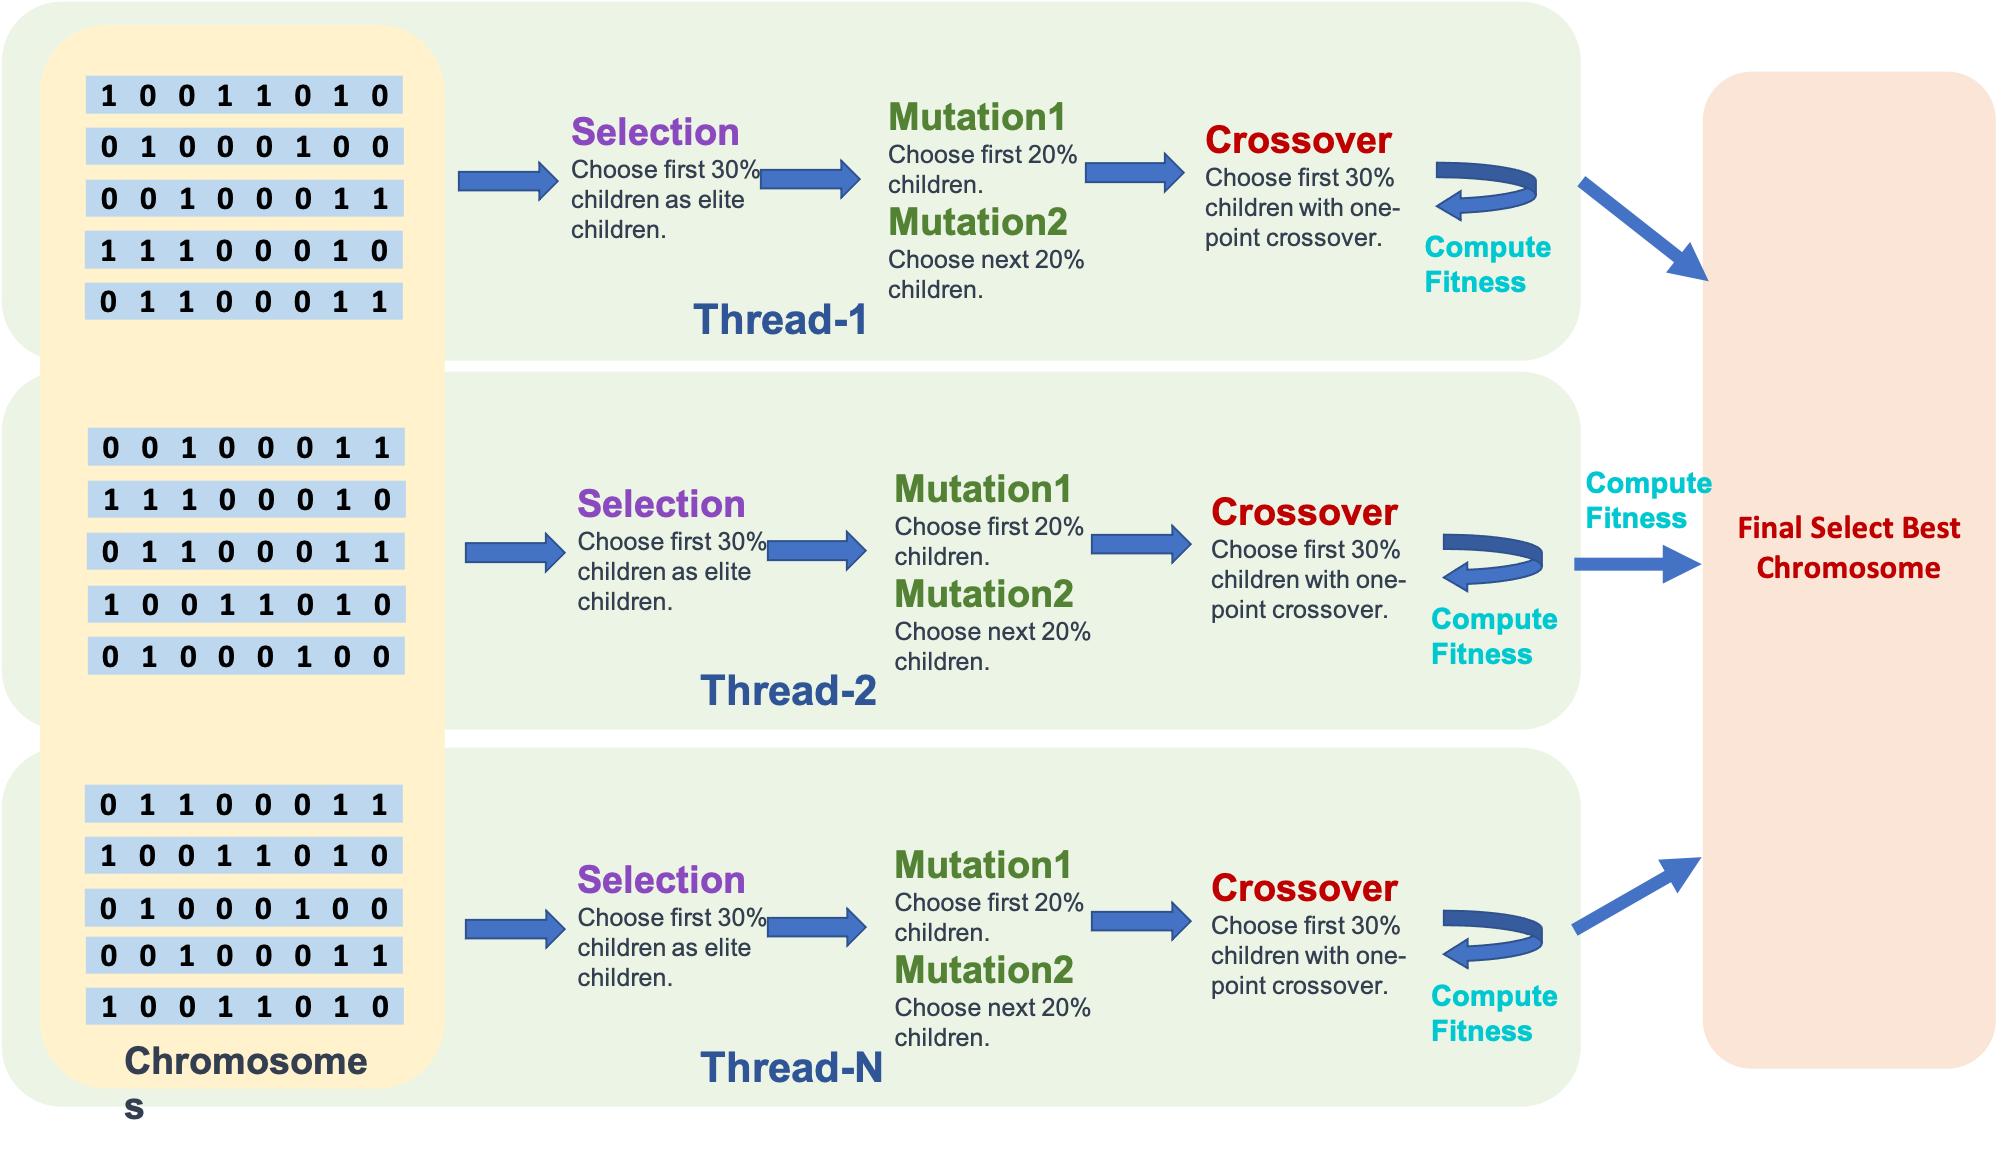 1 0 0 1 1 0 1 0
0 1 0 0 0 1 0 0
0 0 1 0 0 0 1 1
1 1 1 0 0 0 1 0
0 1 1 0 0 0 1 1
Selection
Choose first 30%
children as elite
children.
Mutation1
Choose first 20%
children.
Mutation2
Choose next 20%
children.
Crossover
Choose first 30%
children with one-
point crossover.
Compute
Fitness
Thread-1
0 0 1 0 0 0 1 1
1 1 1 0 0 0 1 0
0 1 1 0 0 0 1 1
1 0 0 1 1 0 1 0
0 1 0 0 0 1 0 0
Selection
Choose first 30%
children as elite
children.
Mutation1
Choose first 20%
children.
Mutation2
Choose next 20%
children.
Crossover
Choose first 30%
children with one-
point crossover.
Compute
Fitness
Thread-2
Compute
Fitness
Final Select Best
Chromosome
0 1 1 0 0 0 1 1
1 0 0 1 1 0 1 0
0 1 0 0 0 1 0 0
0 0 1 0 0 0 1 1
1 0 0 1 1 0 1 0
Chromosome
s
Selection
Choose first 30%
children as elite
children.
Mutation1
Choose first 20%
children.
Mutation2
Choose next 20%
children.
Crossover
Choose first 30%
children with one-
point crossover.
Compute
Fitness
Thread-N